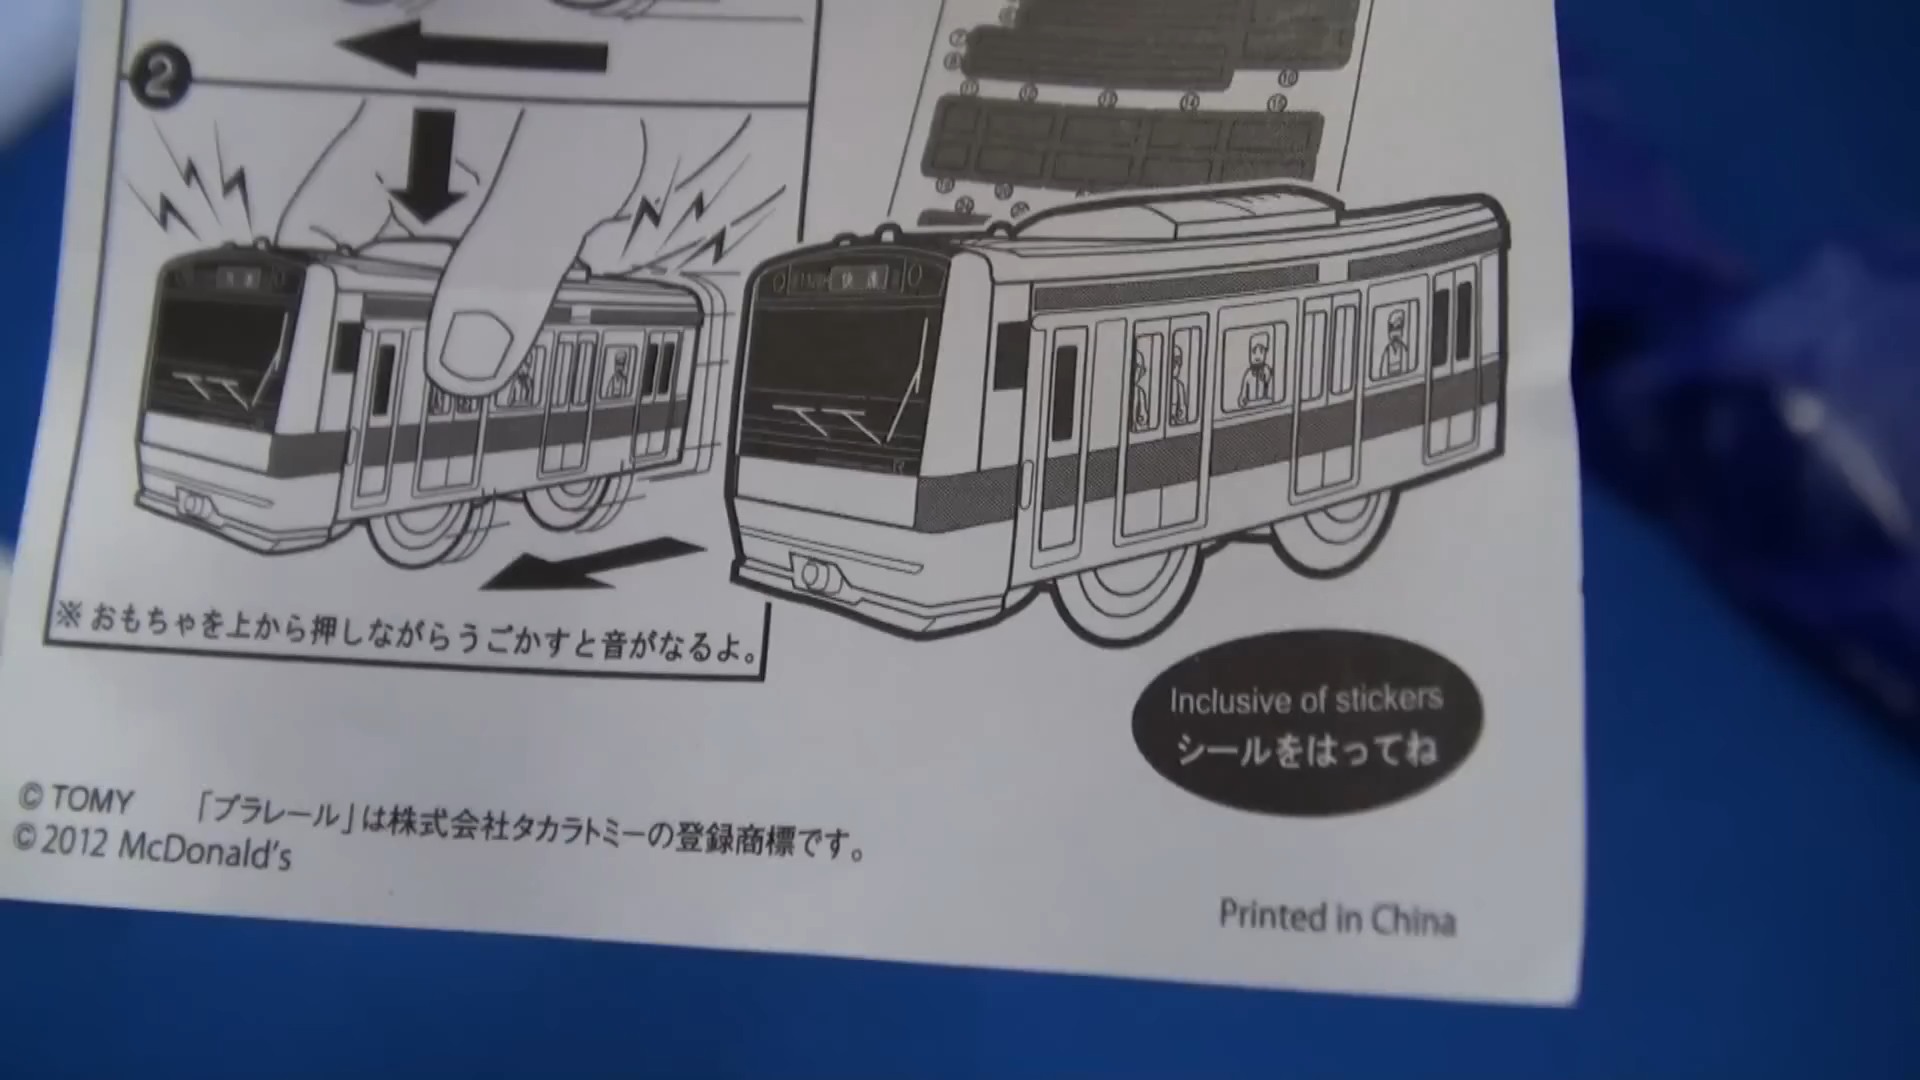 2
※おもちゃを上から押しながらうごかすと音がなるよ。
快速
Inclusive of stickers
シールをはってね
© TOMY 「プラレール」は株式会社タカラトミーの登録商標です。
© 2012 McDonald's
Printed in China